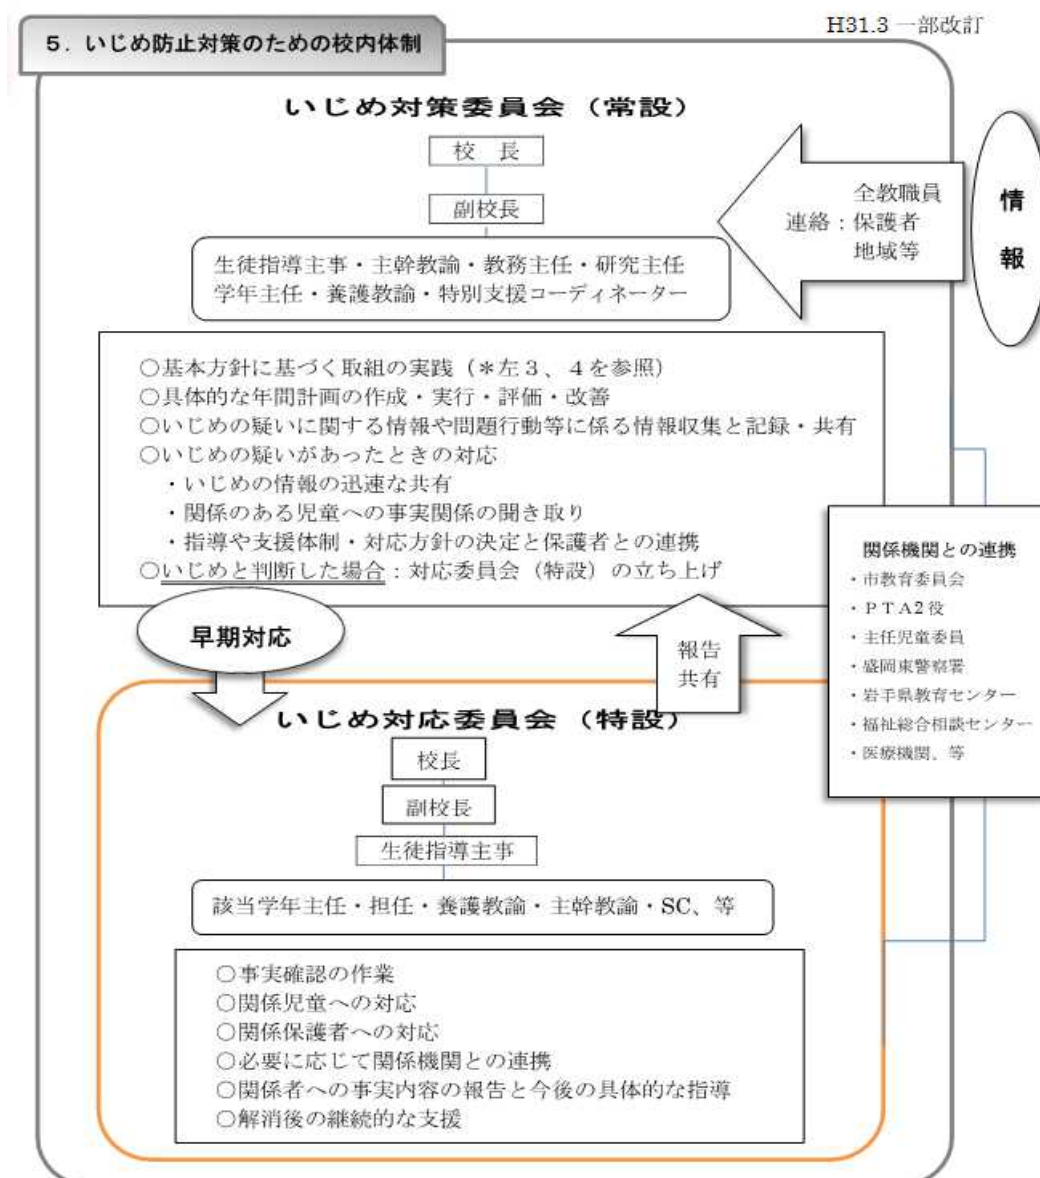 H31.3 一部改訂
５．いじめ防止対策のための校内体制
いじめ対策委員会（常設）
校　長
副校長
生徒指導主事・主幹教諭・教務主任・研究主任
学年主任・養護教諭・特別支援コーディネーター
全教職員
連絡：保護者
地域等
情
報
○基本方針に基づく取組の実践（＊左３、４を参照）
○具体的な年間計画の作成・実行・評価・改善
○いじめの疑いに関する情報や問題行動等に係る情報収集と記録・共有
○いじめの疑いがあったときの対応
・いじめの情報の迅速な共有
・関係のある児童への事実関係の聞き取り
・指導や支援体制・対応方針の決定と保護者との連携
○いじめと判断した場合：対応委員会（特設）の立ち上げ
早期対応
報告
共有
関係機関との連携
・市教育委員会
・ＰＴＡ2役
・主任児童委員
・盛岡東警察署
・岩手県教育センター
・福祉総合相談センター
・医療機関、等
いじめ対応委員会（特設）
校長
副校長
生徒指導主事
該当学年主任・担任・養護教諭・主幹教諭・SC、等
○事実確認の作業
○関係児童への対応
○関係保護者への対応
○必要に応じて関係機関との連携
○関係者への事実内容の報告と今後の具体的な指導
○解消後の継続的な支援